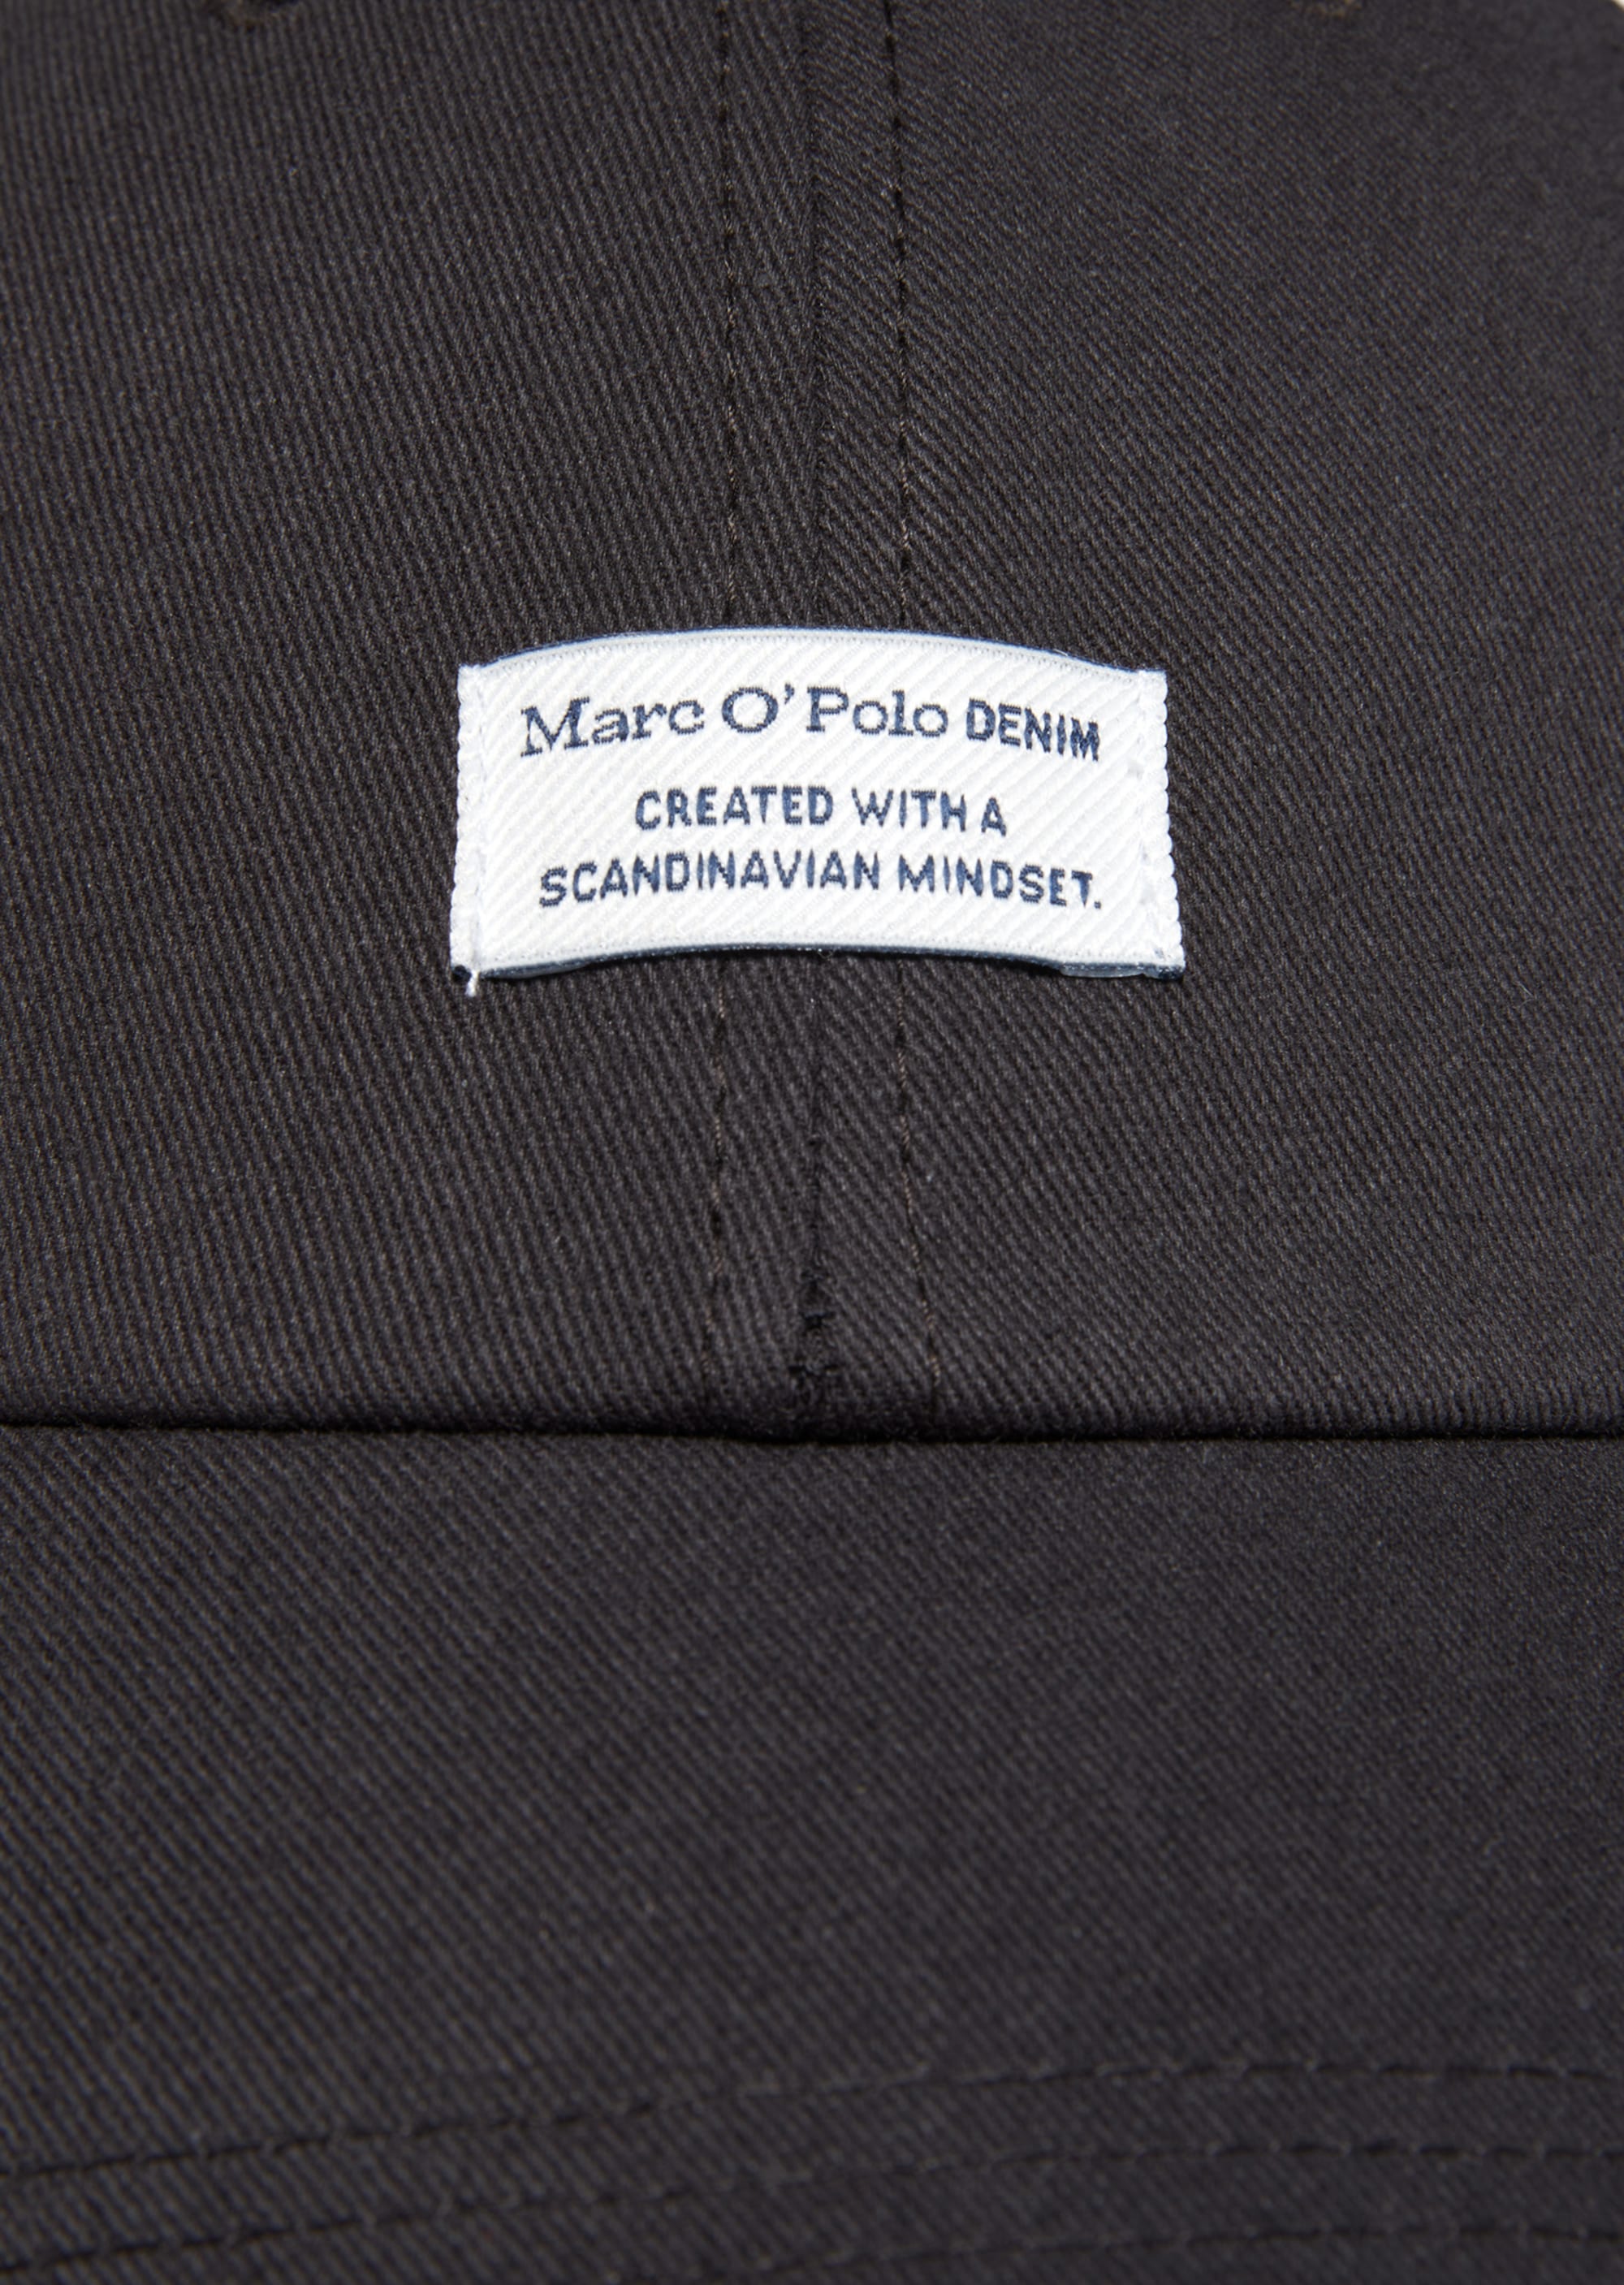 Marc O'Polo DENIM
CREATED WITH A
SCANDINAVIAN MINDSET.